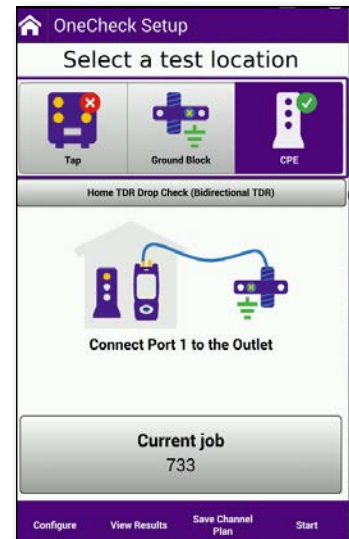 OneCheck Setup
Select a test location
Tap
Ground Block
CPE
Home TDR Drop Check (Bidirectional TDR)
Connect Port 1 to the Outlet
Current job
733
Configure
View Results
Save Channel
Plan
Start